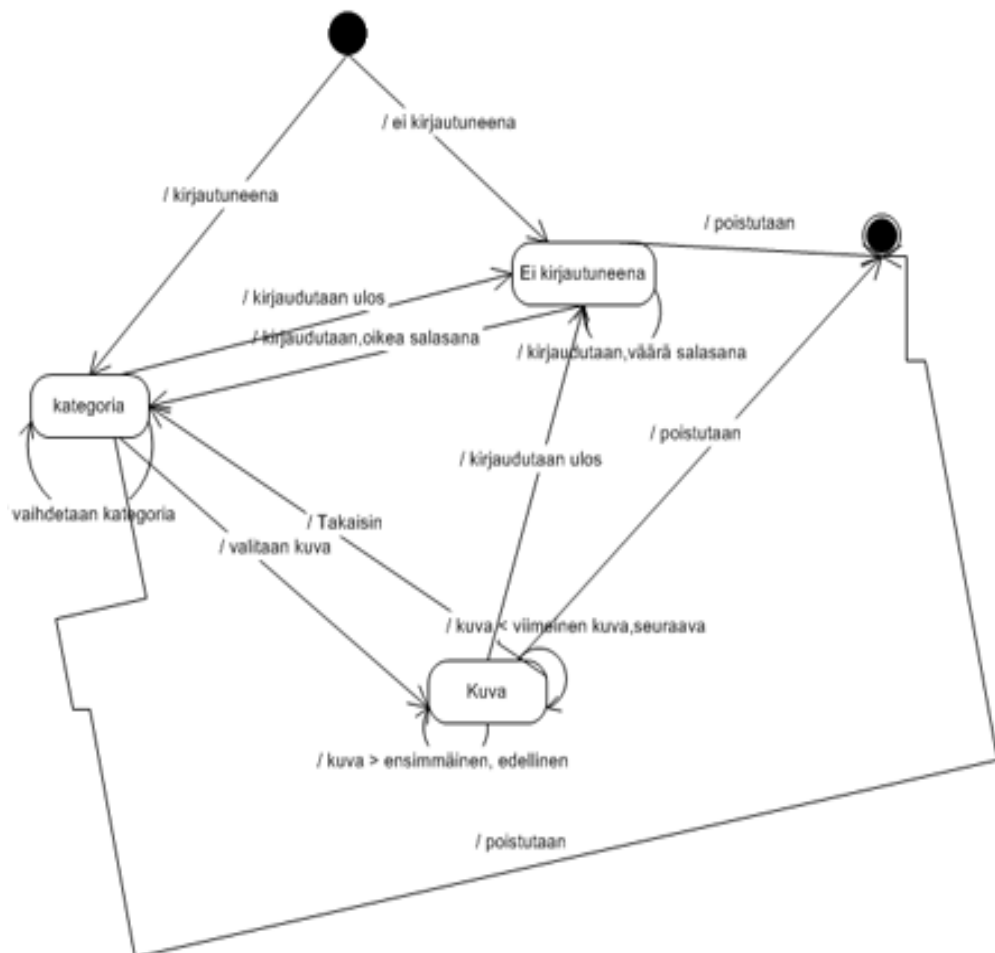 / ei kirjautuneena
/ kirjautuneena
/ poistutaan
Ei kirjautuneena
/ kirjaudutaan ulos
/ kirjaudutaan,oikea salasana
/ kirjaudutaan,väärä salasana
kategoria
/ poistutaan
/ kirjaudutaan ulos
vaihdetaan kategoria
/ Takaisin
/ valitaan kuva
/ kuva < viimeinen kuva,seuraava
Kuva
/ kuva > ensimmäinen, edellinen
/ poistutaan